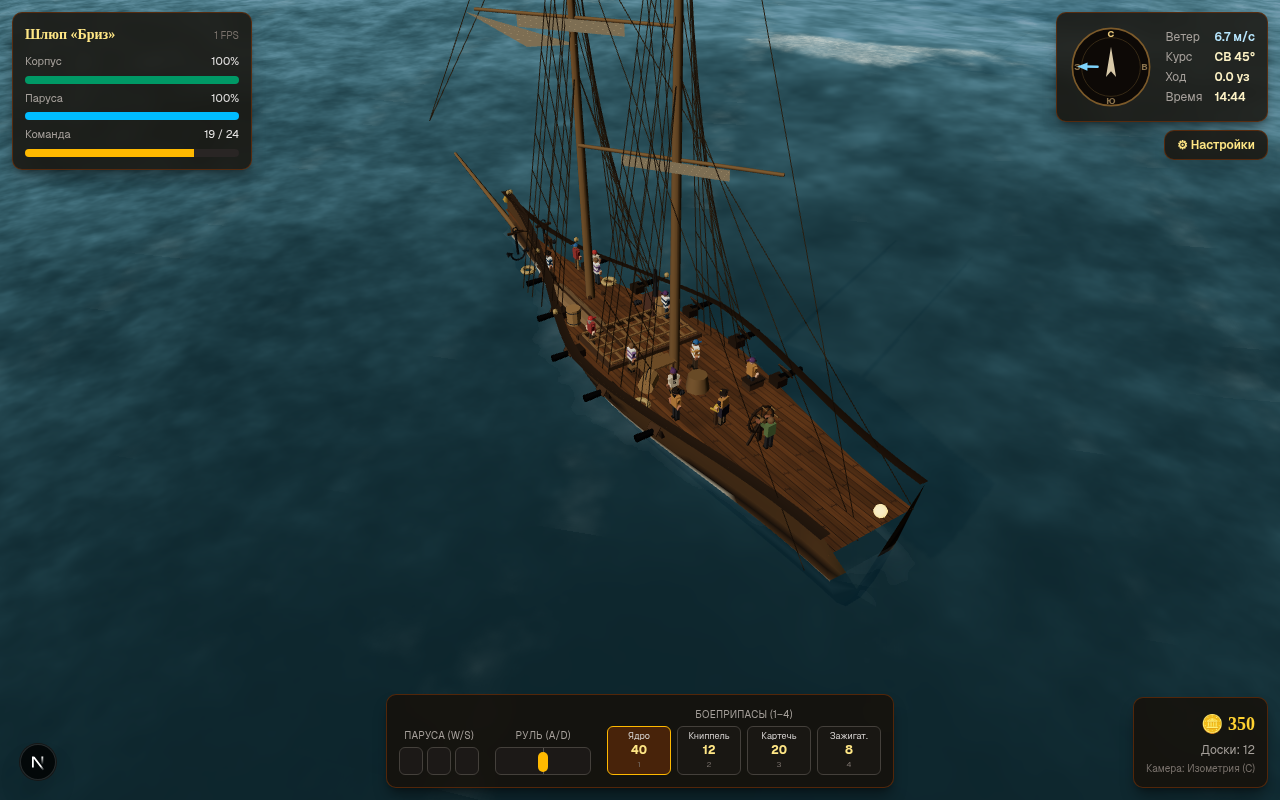 Шлюп «Бриз»
1 FPS
Корпус 100%
Паруса 100%
Команда 19 / 24
С
З В
Ю
Ветер 6.7 м/с
Курс СВ 45°
Ход 0.0 уз
Время 14:44
⚙ Настройки
БОЕПРИПАСЫ (1–4)
ПАРУСА (W/S)
РУЛЬ (A/D)
Ядро
40
1
Книппель
12
2
Картечь
20
3
Зажигат.
8
4
350
Доски: 12
Камера: Изометрия (C)
N